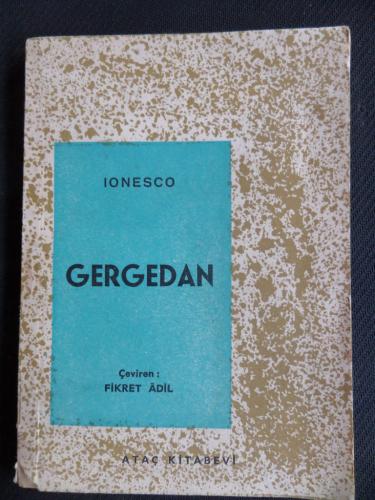 IONESCO
GERGEDAN
Çeviren :
FİKRET ÂDİL
ATAÇ KİTABEVİ